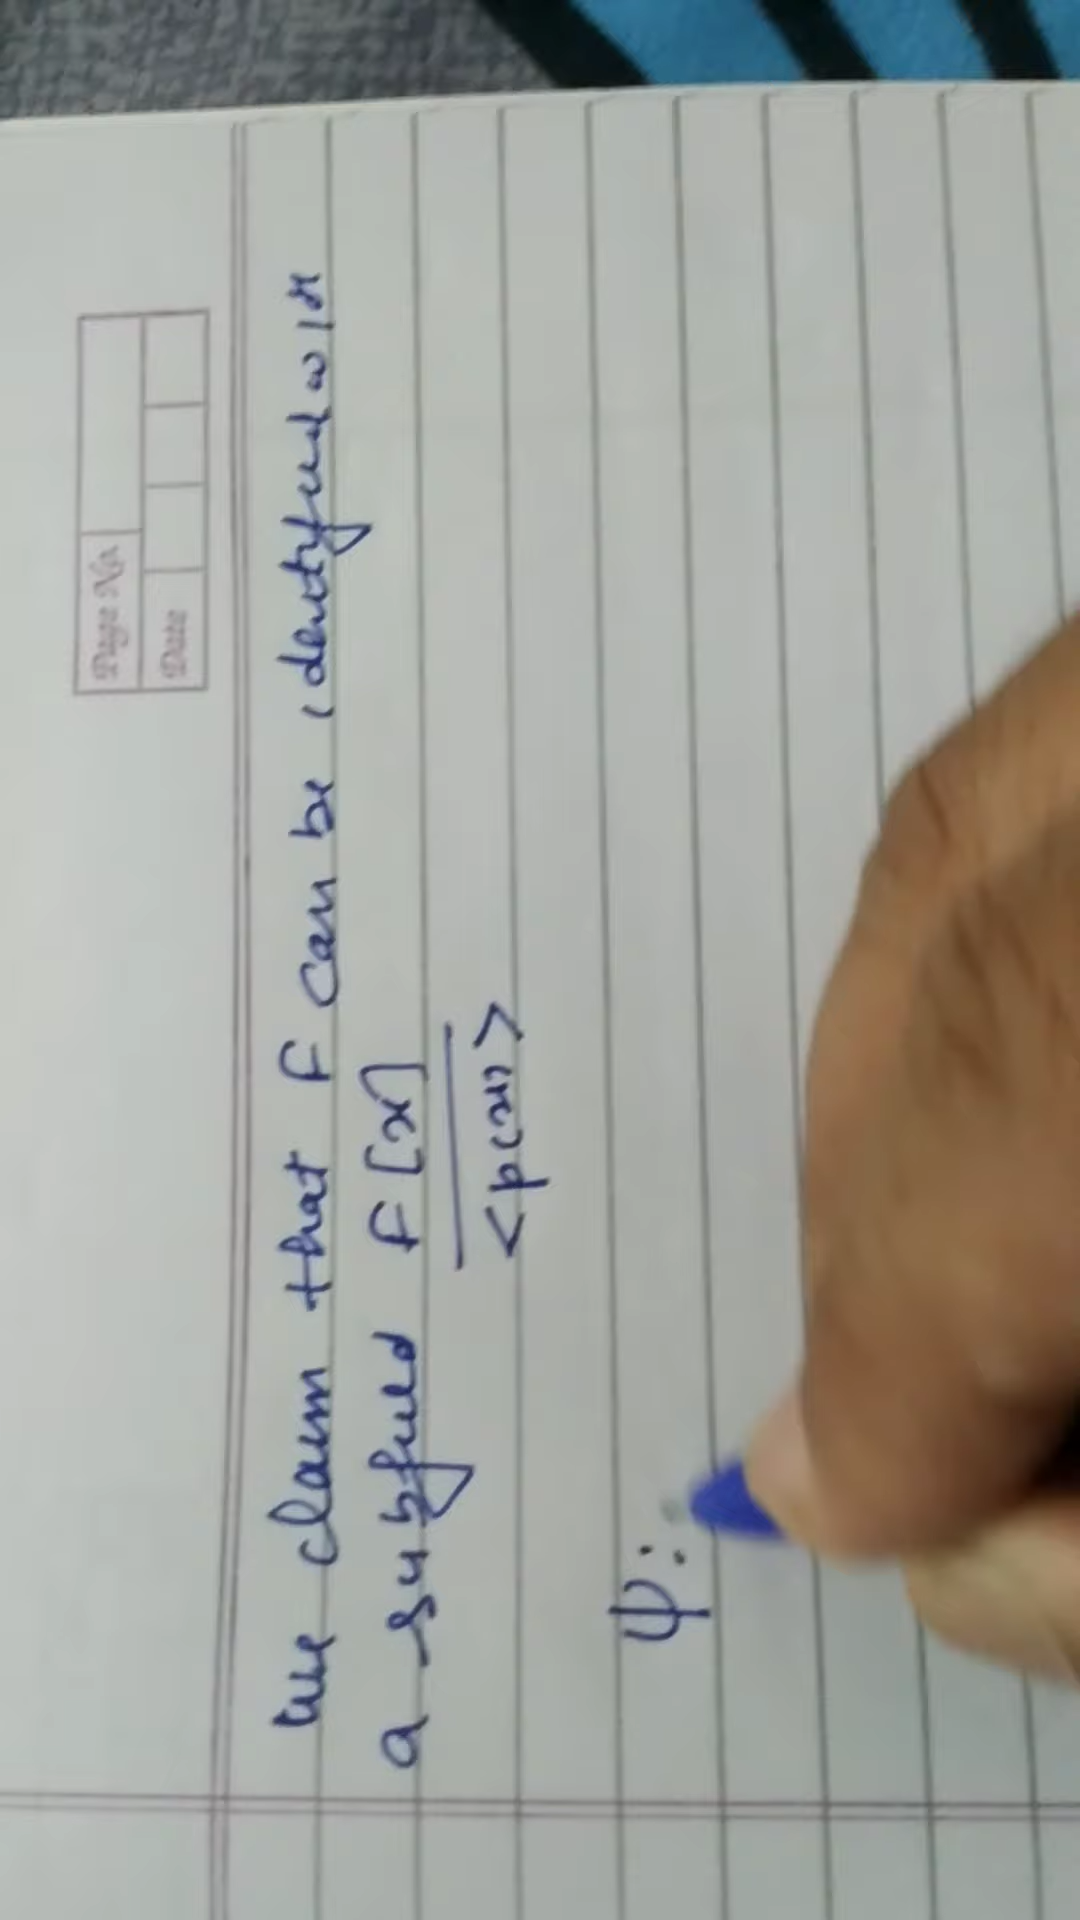 Page No
Date
we claim that F can be identified with
a subfield F[x]
<p(x)>
ψ: